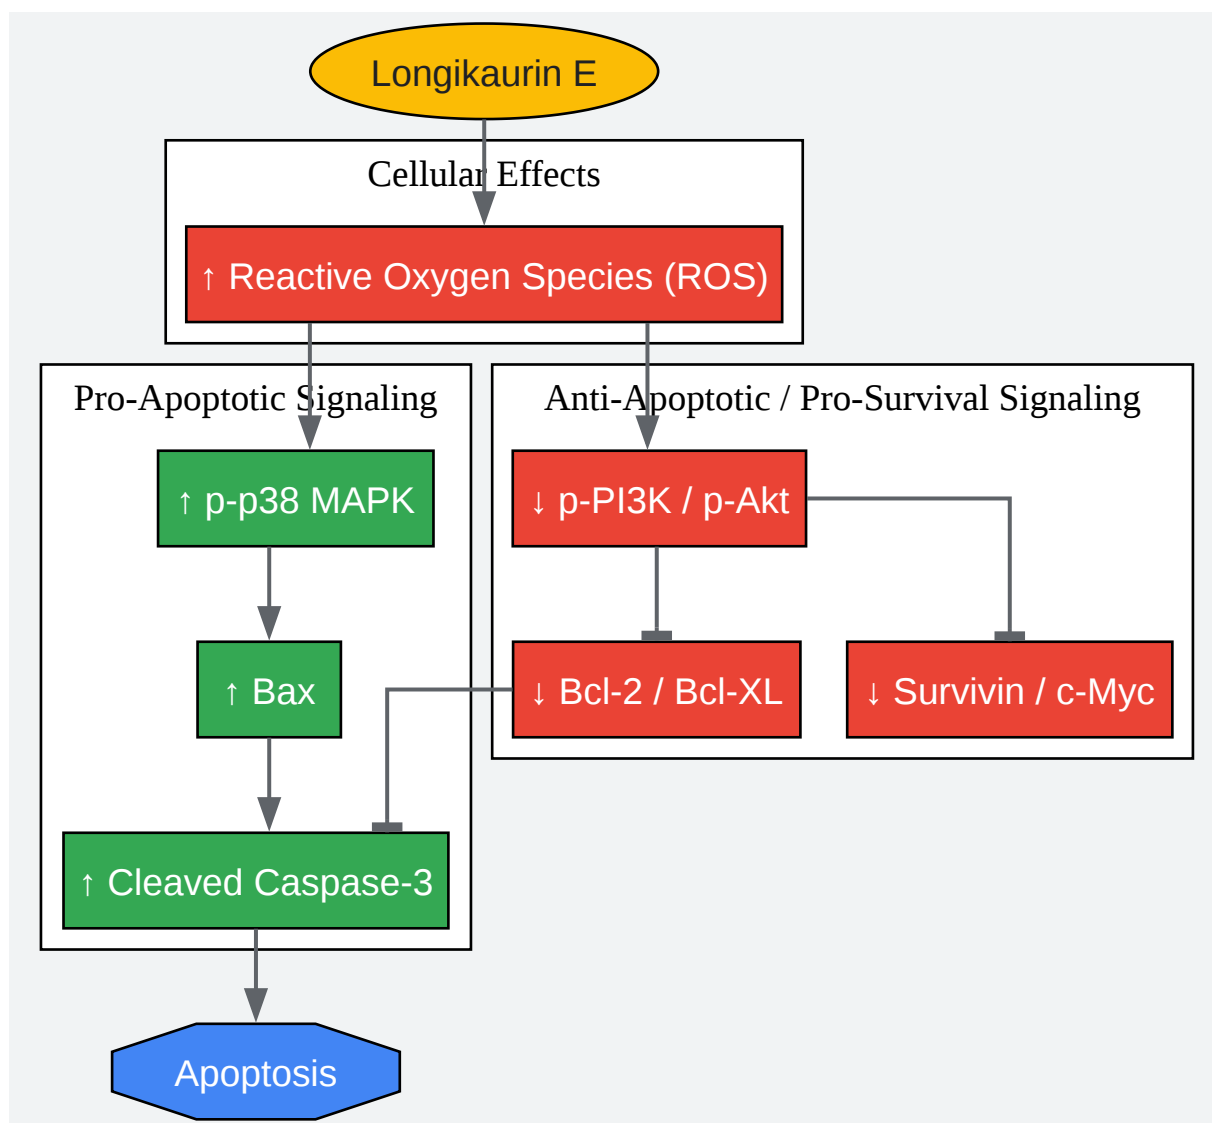 Longikaurin E
Cellular Effects
↑ Reactive Oxygen Species (ROS)
Pro-Apoptotic Signaling
Anti-Apoptotic / Pro-Survival Signaling
↑ p-p38 MAPK
↓ p-PI3K / p-Akt
↑ Bax
↓ Bcl-2 / Bcl-XL
↓ Survivin / c-Myc
↑ Cleaved Caspase-3
Apoptosis